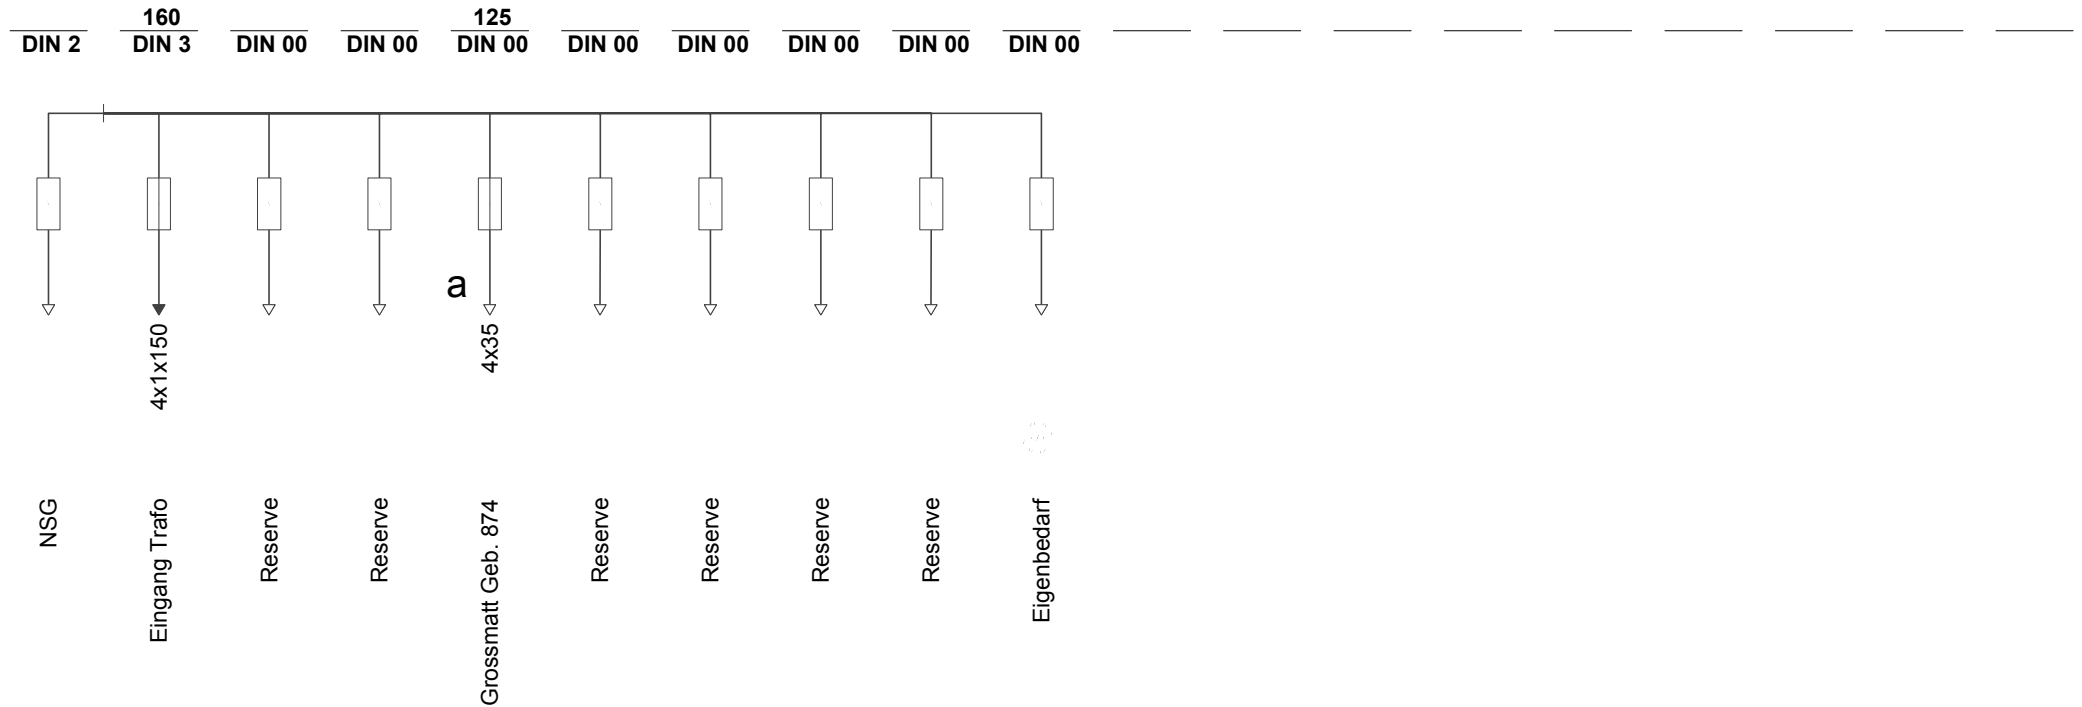 160 125
DIN 2 DIN 3 DIN 00 DIN 00 DIN 00 DIN 00 DIN 00 DIN 00 DIN 00 DIN 00
a
4x1x150 4x35
NSG
Eingang Trafo
Reserve
Reserve
Grossmatt Geb. 874
Reserve
Reserve
Reserve
Reserve
Eigenbedarf